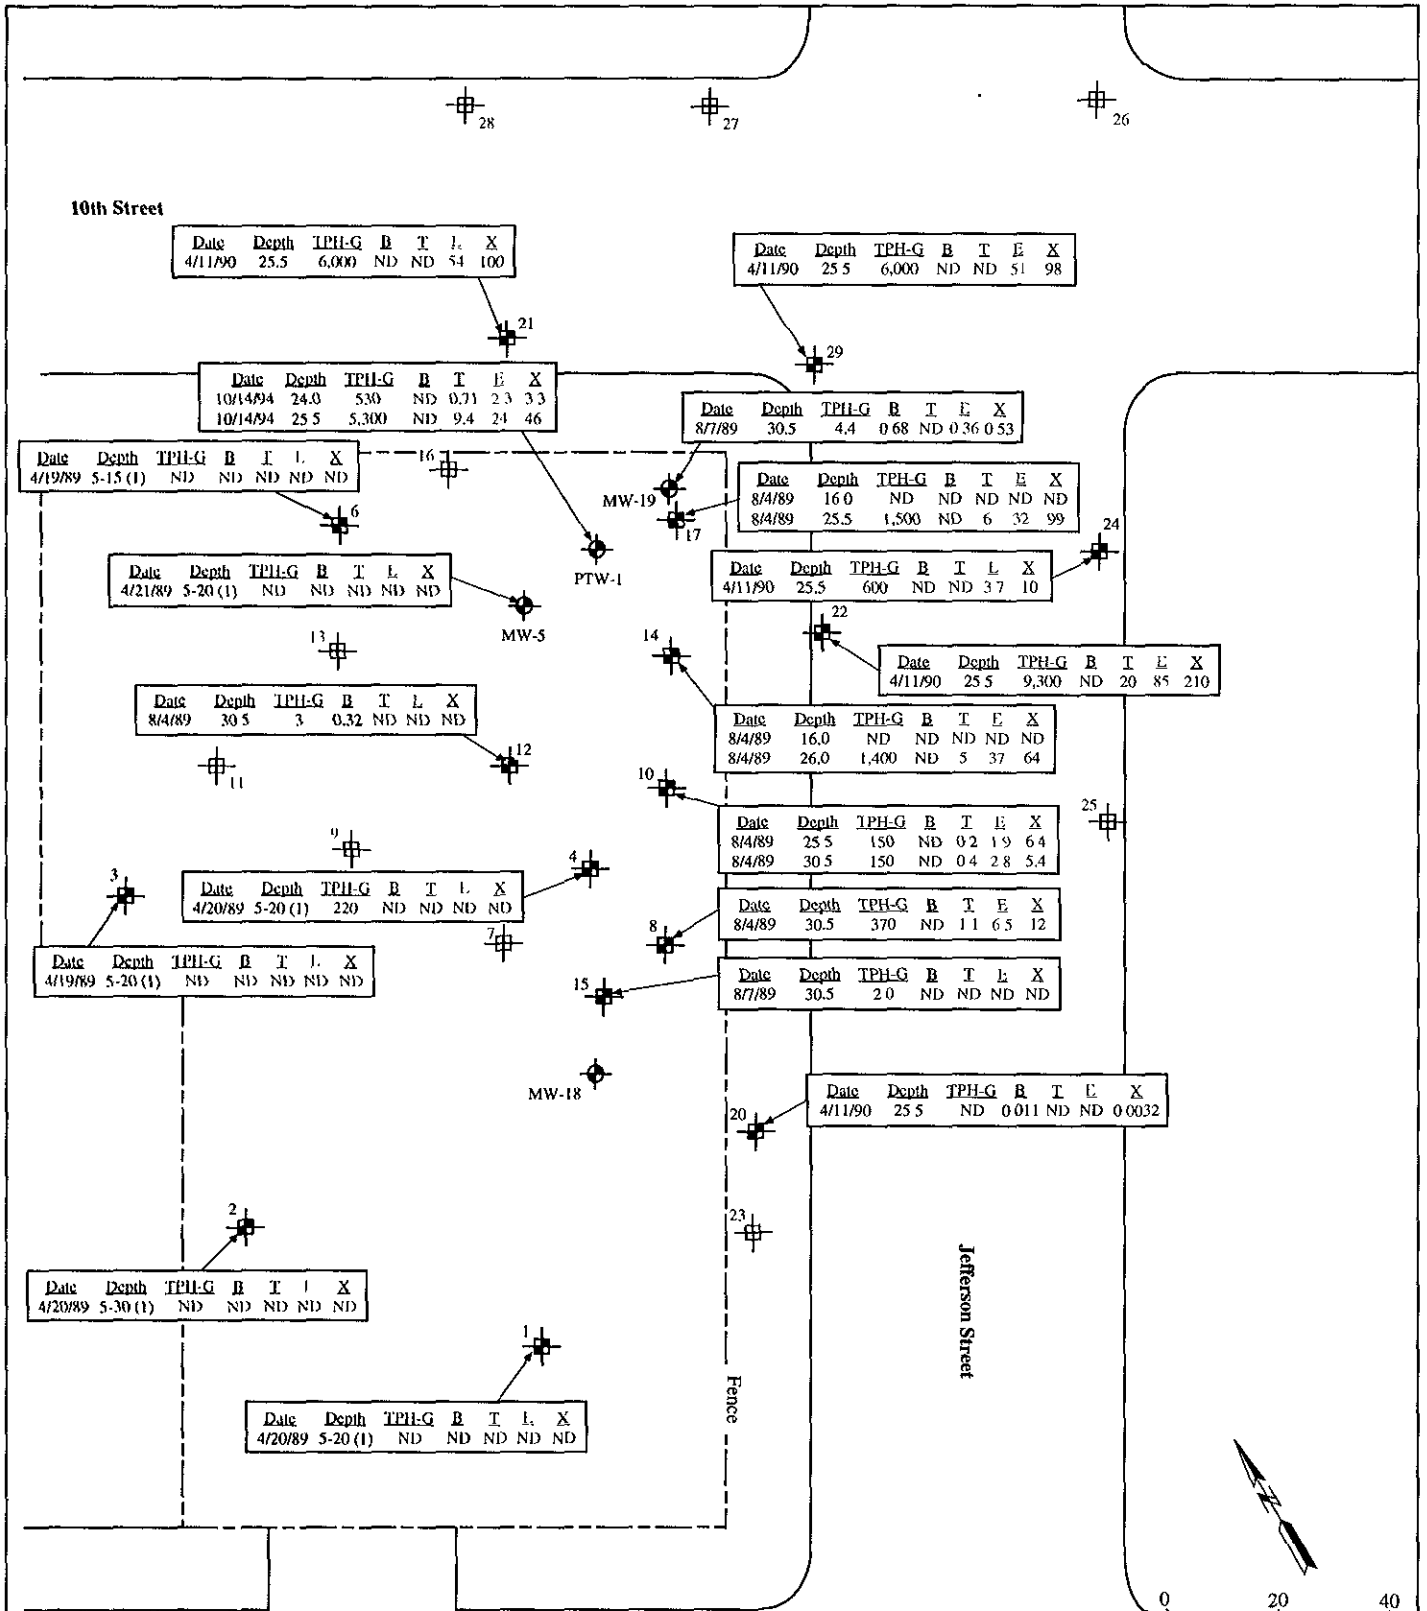 28
27
26
10th Street
Date Depth TPH-G B T E X
4/11/90 25.5 6,000 ND ND 54 100
Date Depth TPH-G B T E X
4/11/90 25 5 6,000 ND ND 51 98
21
29
Date Depth TPH-G B T E X
10/14/94 24.0 530 ND 0.71 2 3 3 3
10/14/94 25 5 5,300 ND 9.4 24 46
Date Depth TPH-G B T E X
8/7/89 30.5 4.4 0 68 ND 0 36 0 53
Date Depth TPH-G B T E X
4/19/89 5-15 (1) ND ND ND ND ND
16
MW-19
17
Date Depth TPH-G B T E X
8/4/89 16 0 ND ND ND ND ND
8/4/89 25.5 1,500 ND 6 32 99
6
24
PTW-1
Date Depth TPH-G B T E X
4/21/89 5-20 (1) ND ND ND ND ND
Date Depth TPH-G B T E X
4/11/90 25.5 600 ND ND 3 7 10
MW-5
22
13
14
Date Depth TPH-G B T E X
4/11/90 25 5 9,300 ND 20 85 210
Date Depth TPH-G B T E X
8/4/89 30 5 3 0.32 ND ND ND
Date Depth TPH-G B T E X
8/4/89 16.0 ND ND ND ND ND
8/4/89 26.0 1,400 ND 5 37 64
12
11
10
25
Date Depth TPH-G B T E X
8/4/89 25 5 150 ND 0 2 1 9 6 4
8/4/89 30 5 150 ND 0 4 2 8 5.4
9
4
3
Date Depth TPH-G B T E X
4/20/89 5-20 (1) 220 ND ND ND ND
Date Depth TPH-G B T E X
8/4/89 30.5 370 ND 1 1 6 5 12
7
8
Date Depth TPH-G B T E X
4/19/89 5-20 (1) ND ND ND ND ND
Date Depth TPH-G B T E X
8/7/89 30.5 2 0 ND ND ND ND
15
MW-18
Date Depth TPH-G B T E X
4/11/90 25 5 ND 0 011 ND ND 0 0032
20
2
23
Date Depth TPH-G B T E X
4/20/89 5-30 (1) ND ND ND ND ND
Jefferson Street
1
Fence
Date Depth TPH-G B T E X
4/20/89 5-20 (1) ND ND ND ND ND
N
0 20 40